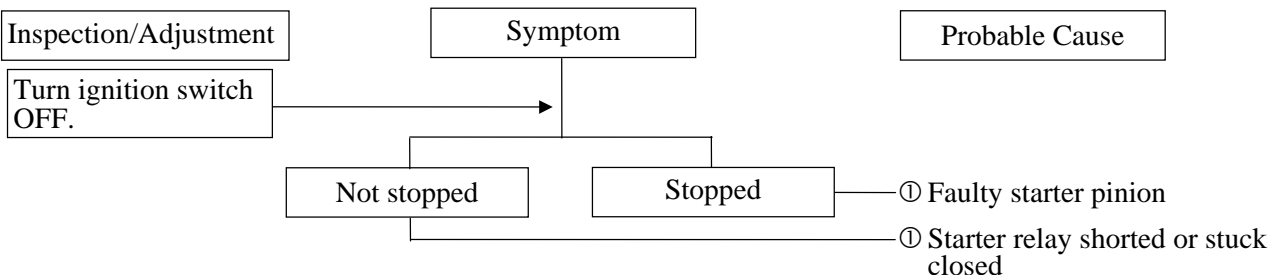 Inspection/Adjustment
Symptom
Probable Cause
Turn ignition switch
OFF.
Not stopped
Stopped
① Faulty starter pinion
① Starter relay shorted or stuck
closed